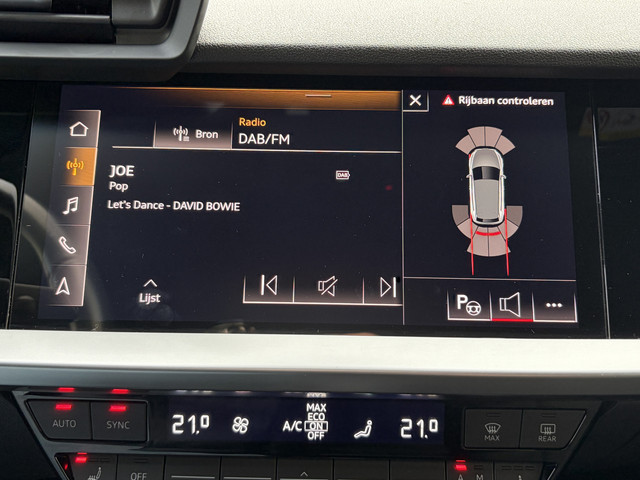 Rijbaan controleren
Radio
Bron
DAB/FM
JOE
DAB
Pop
Let's Dance - DAVID BOWIE
Lijst
P
AUTO
SYNC
21.0
A/C
MAX
ECO
ON
OFF
21.0
MAX
REAR
OFF
A
M